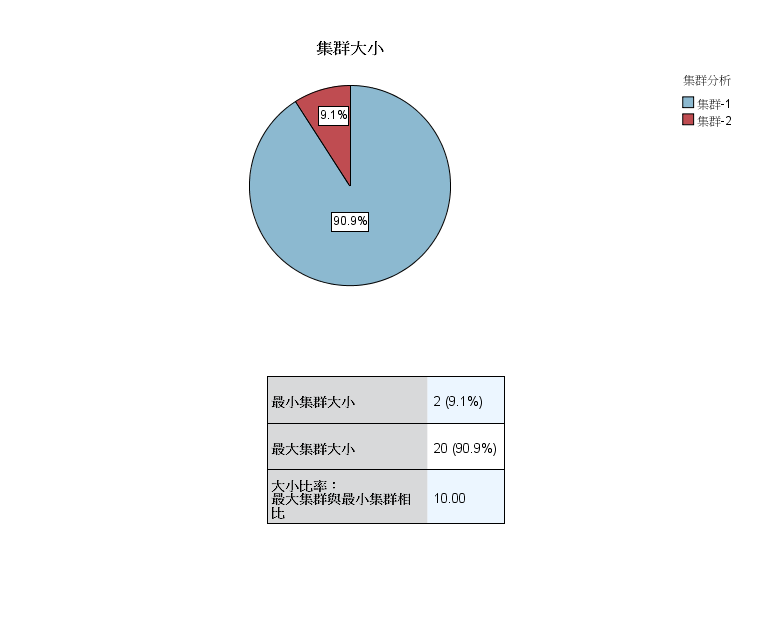 集群大小
集群分析
集群-1
集群-2
9.1%
90.9%
最小集群大小
2 (9.1%)
最大集群大小
20 (90.9%)
大小比率：
最大集群與最小集群相
比
10.00